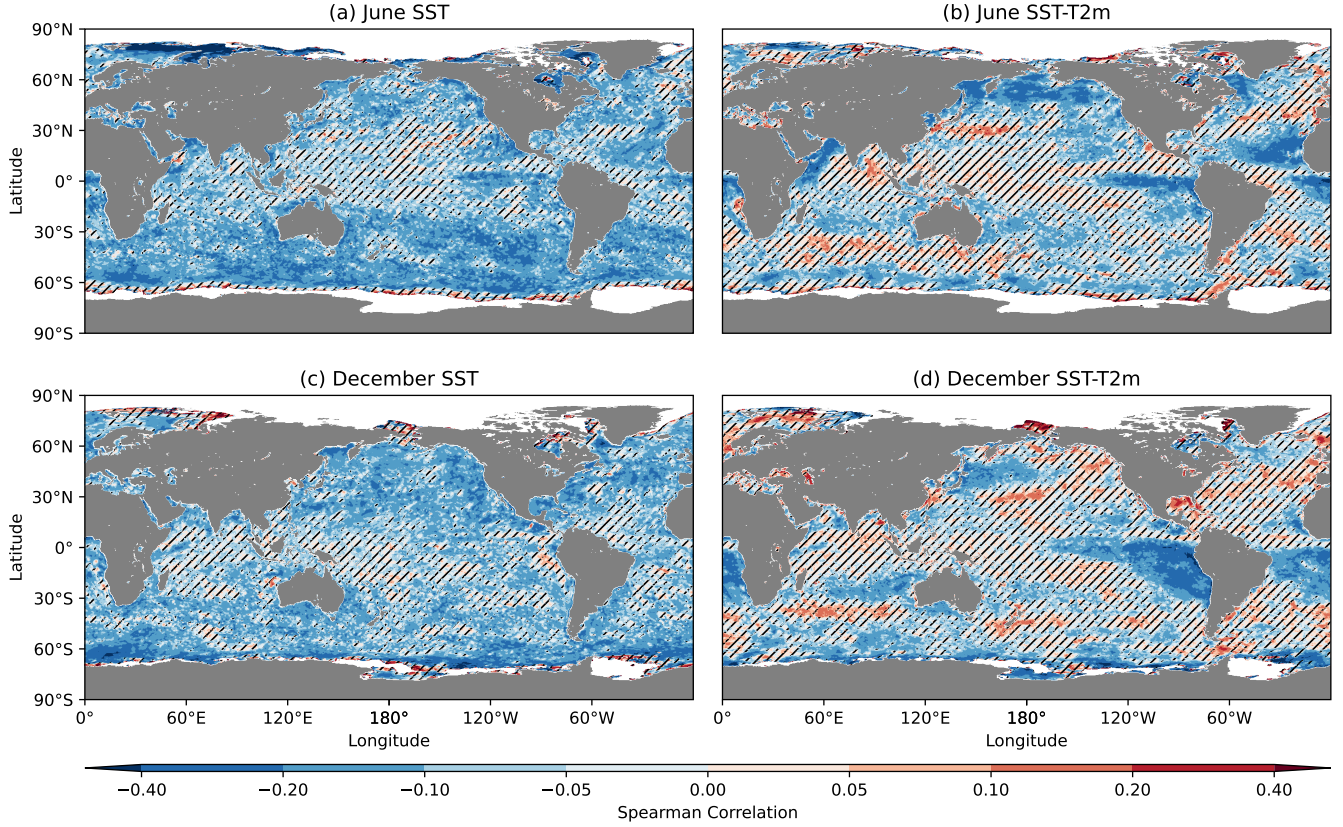 (a) June SST
(b) June SST-T2m
90°N
60°N
30°N
0°
30°S
60°S
90°S
Latitude
(c) December SST
(d) December SST-T2m
90°N
60°N
30°N
0°
30°S
60°S
90°S
Latitude
0° 60°E 120°E 180° 120°W 60°W
0° 60°E 120°E 180° 120°W 60°W
Longitude
Longitude
−0.40 −0.20 −0.10 −0.05 0.00 0.05 0.10 0.20 0.40
Spearman Correlation